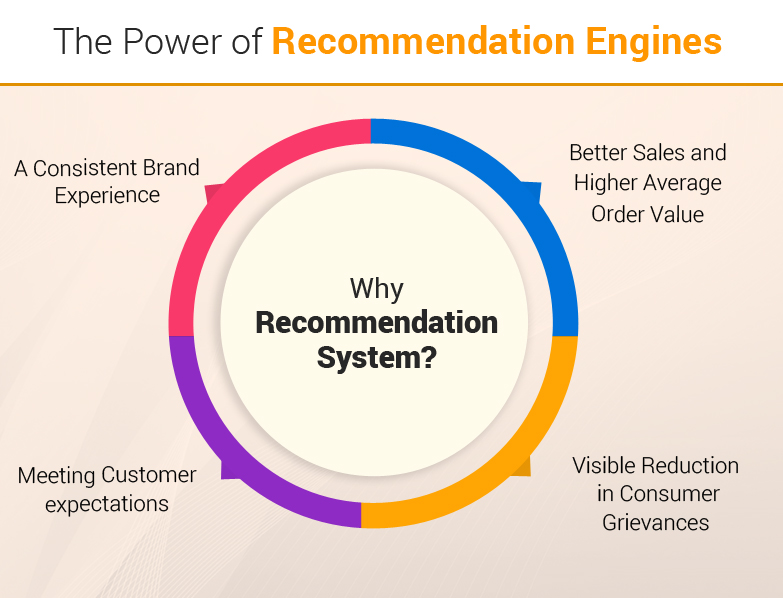 The Power of Recommendation Engines
A Consistent Brand
Experience
Better Sales and
Higher Average
Order Value
Why
Recommendation
System?
Meeting Customer
expectations
Visible Reduction
in Consumer
Grievances